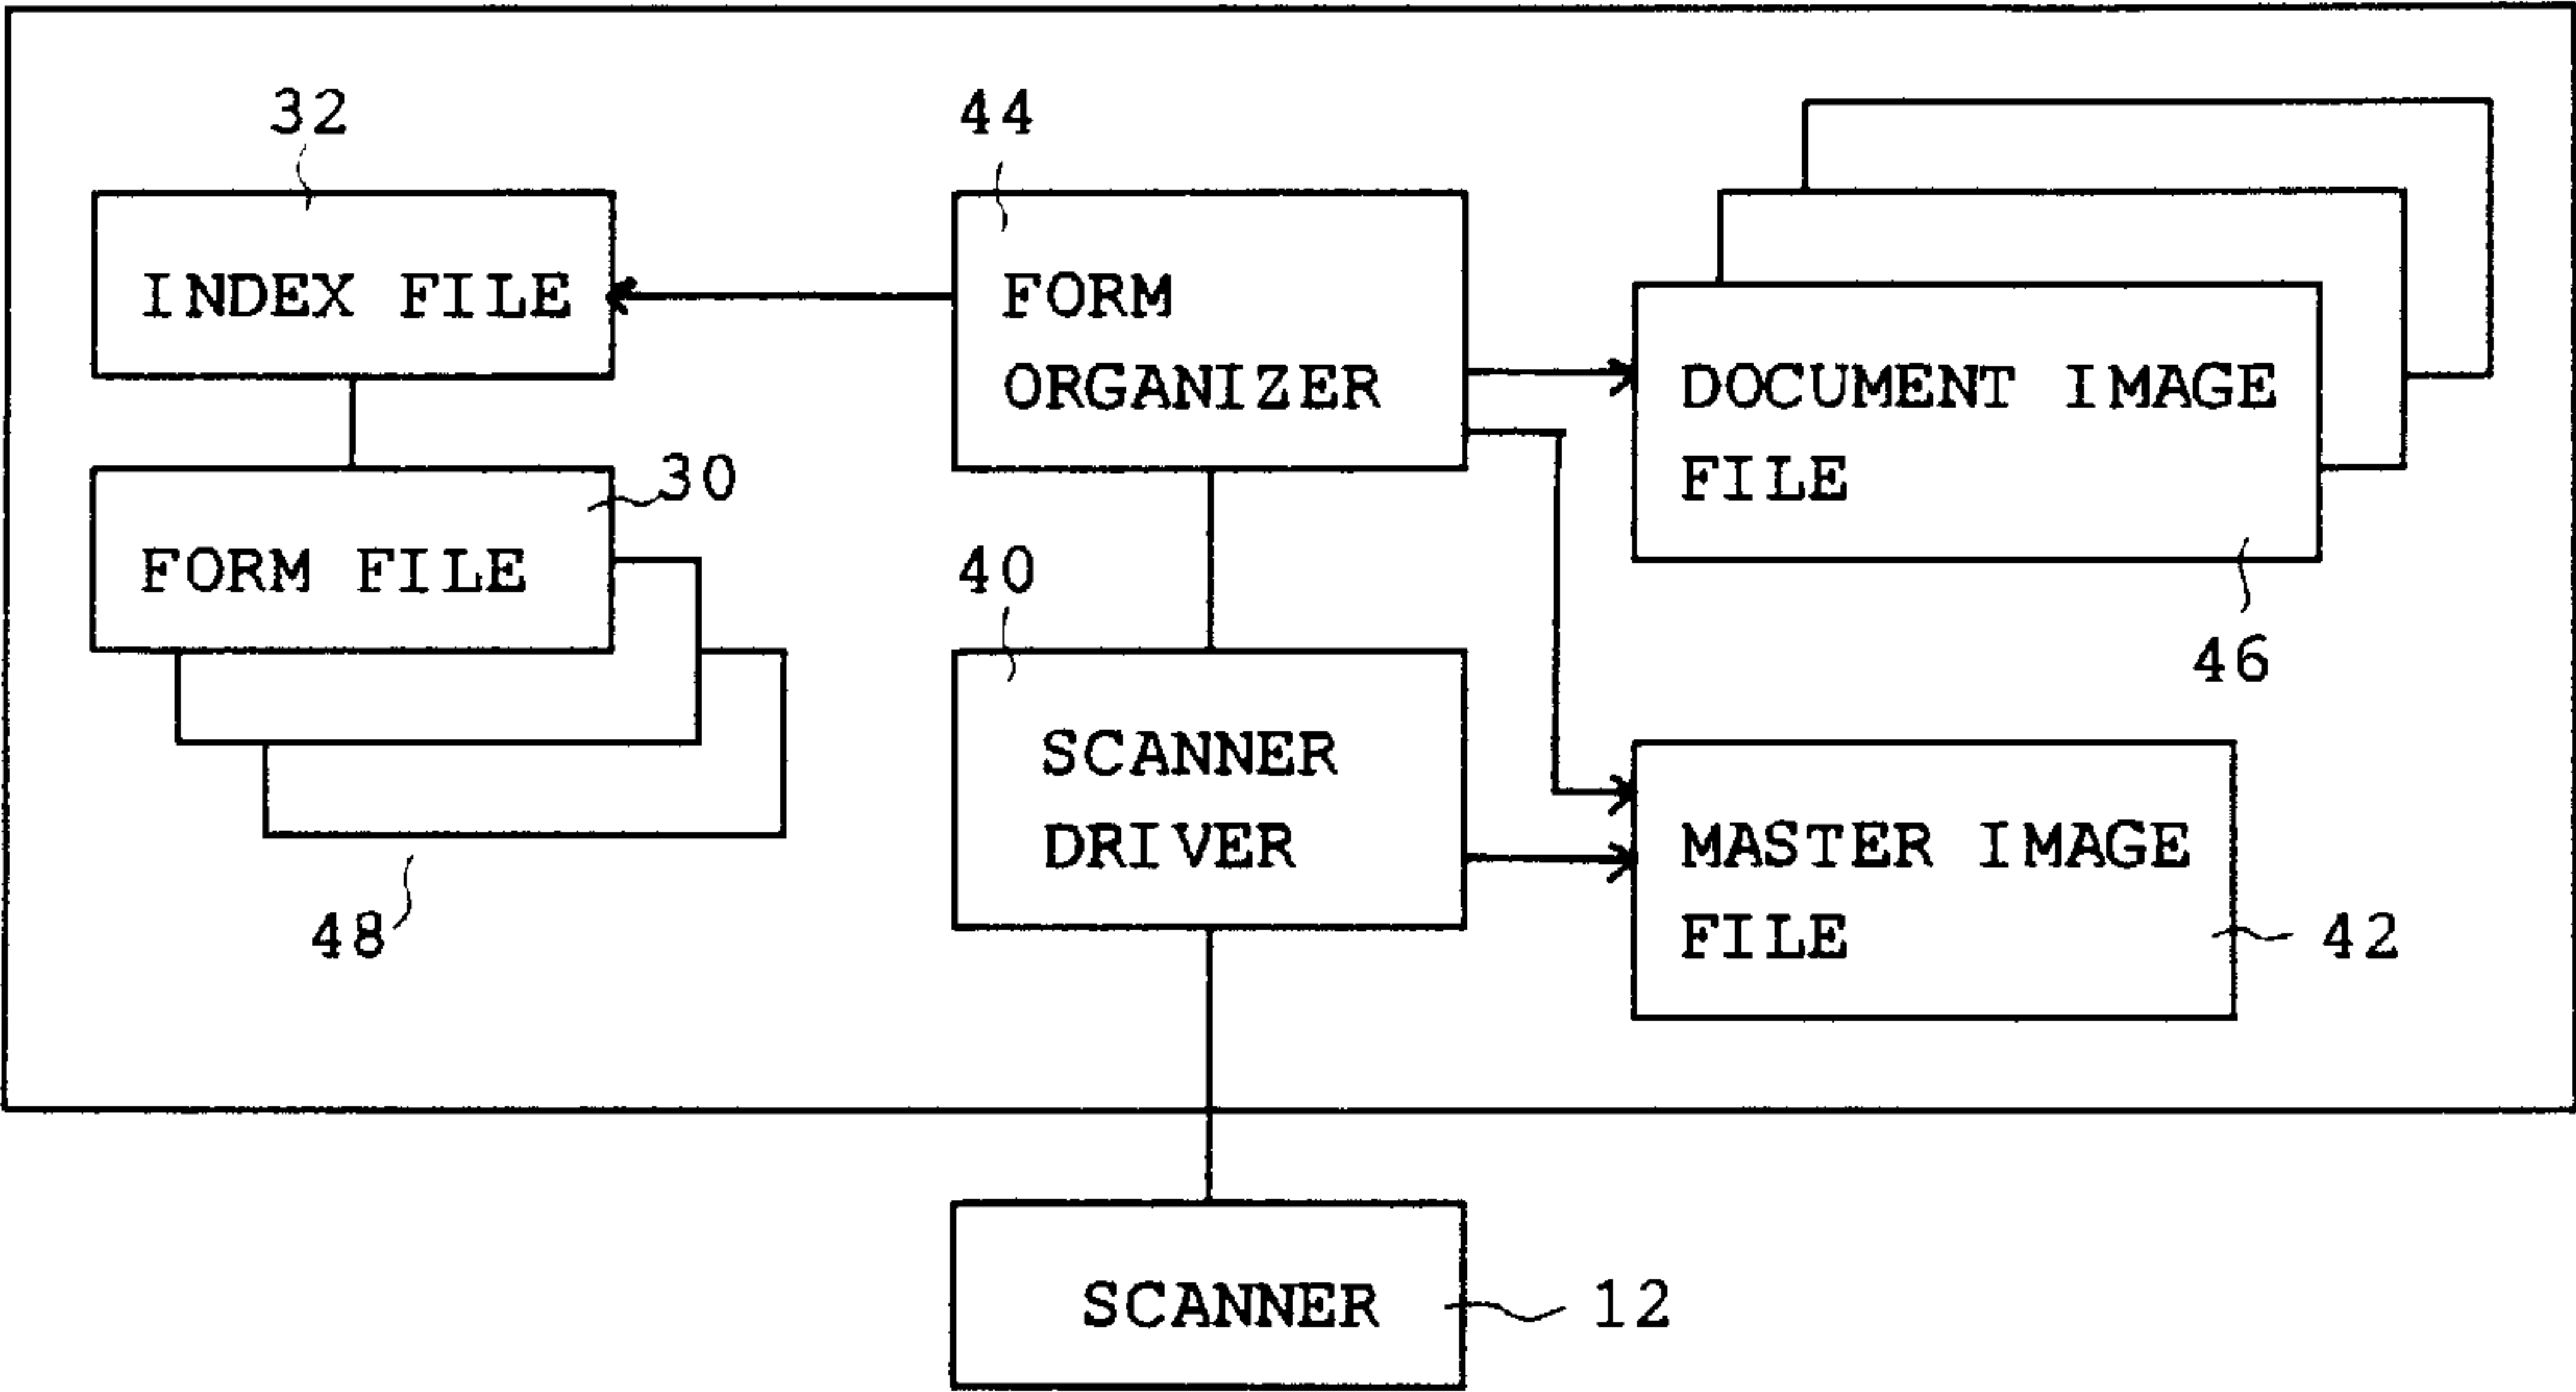 32
44
INDEX FILE
FORM
ORGANIZER
DOCUMENT IMAGE
FILE
30
FORM FILE
40
46
SCANNER
DRIVER
MASTER IMAGE
FILE
48
42
SCANNER
12